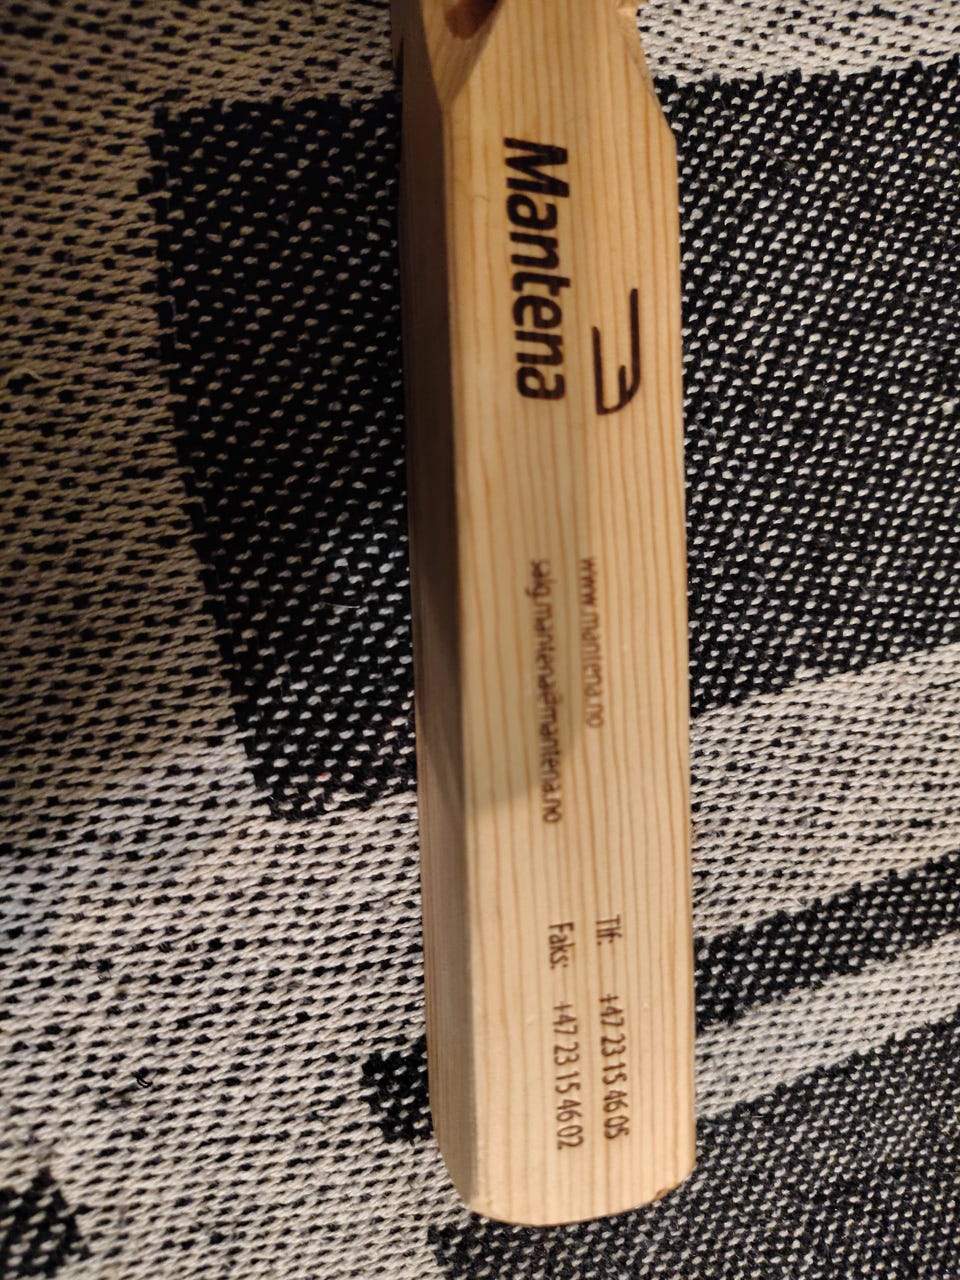 Mantena
www.mantena.no
salg.mantena@mantena.no
Tlf: +47 23 15 46 05
Faks: +47 23 15 46 02